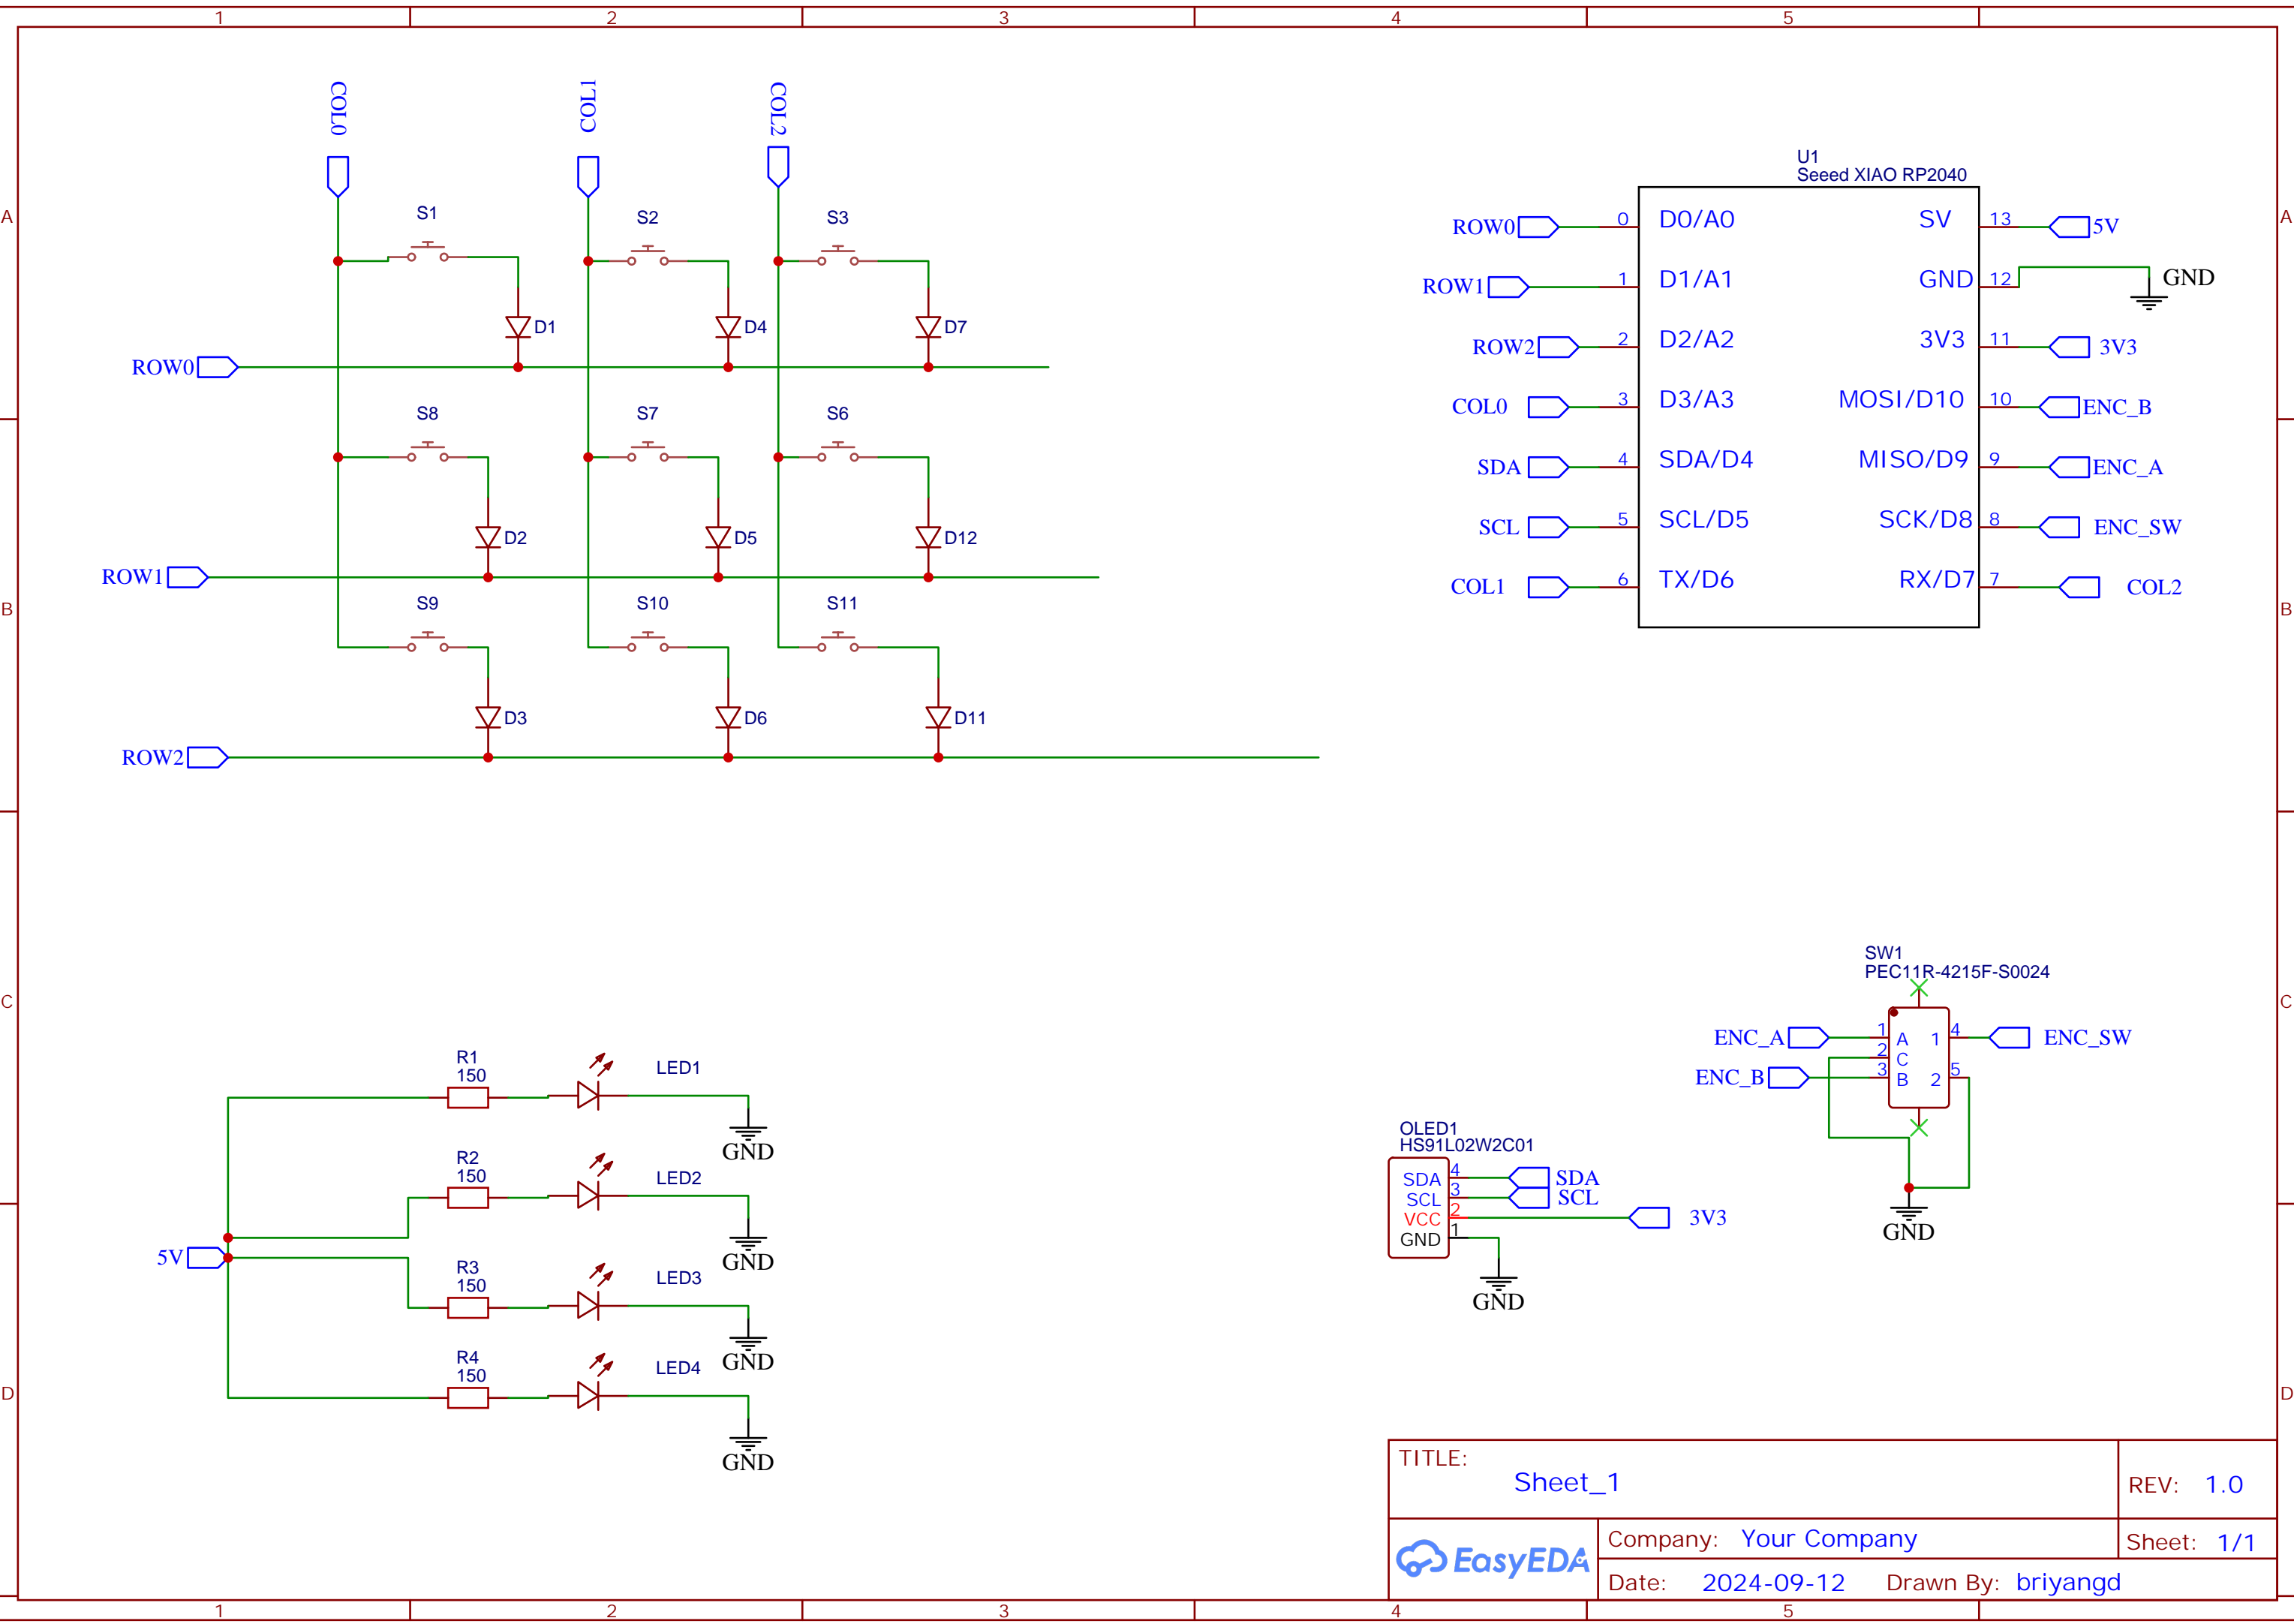 1 2 3 4 5
A
B
C
D
A
B
C
D
COL0
COL1
COL2
S1
S2
S3
D1
D4
D7
ROW0
S8
S7
S6
D2
D5
D12
ROW1
S9
S10
S11
D3
D6
D11
ROW2
U1
Seeed XIAO RP2040
ROW0 0 D0/A0 SV 13 5V
ROW1 1 D1/A1 GND 12 GND
ROW2 2 D2/A2 3V3 11 3V3
COL0 3 D3/A3 MOSI/D10 10 ENC_B
SDA 4 SDA/D4 MISO/D9 9 ENC_A
SCL 5 SCL/D5 SCK/D8 8 ENC_SW
COL1 6 TX/D6 RX/D7 7 COL2
R1
150
LED1
GND
R2
150
LED2
GND
5V
R3
150
LED3
GND
R4
150
LED4
GND
SW1
PEC11R-4215F-S0024
ENC_A 1 A 1 4 ENC_SW
2 C
ENC_B 3 B 2 5
GND
OLED1
HS91L02W2C01
SDA 4 SDA
SCL 3 SCL
VCC 2 3V3
GND 1
GND
TITLE:
Sheet_1
REV: 1.0
EasyEDA
Company: Your Company
Sheet: 1/1
Date: 2024-09-12 Drawn By: briyangd
1 2 3 4 5